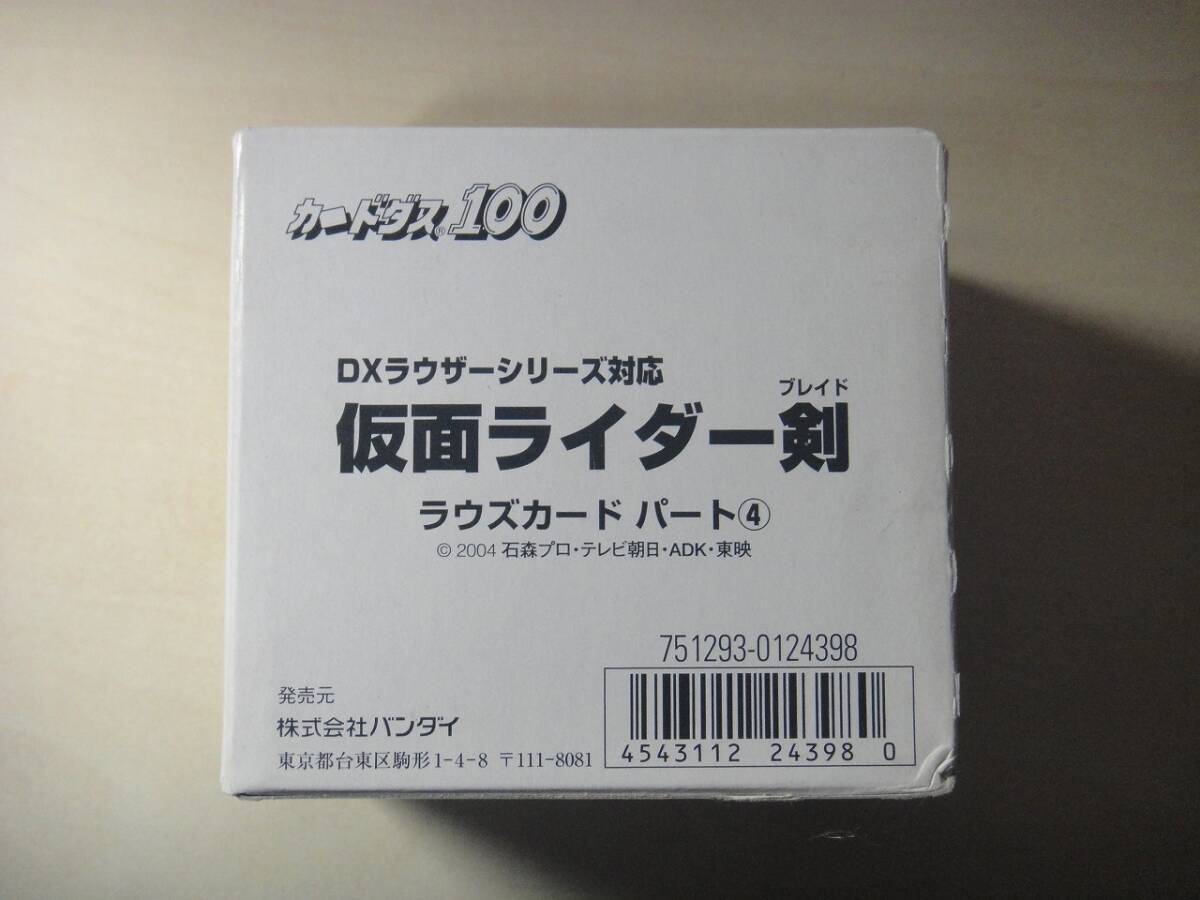 カードダス®100
DXラウザーシリーズ対応
ブレイド
仮面ライダー剣
ラウズカード パート④
© 2004 石森プロ・テレビ朝日・ADK・東映
751293-0124398
発売元
株式会社バンダイ
東京都台東区駒形1-4-8 〒111-8081
4543112 24398 0